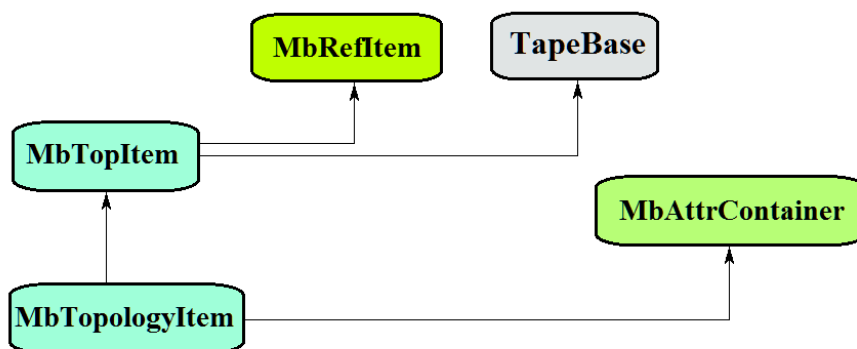 MbRefItem
TapeBase
MbTopItem
MbAttrContainer
MbTopologyItem